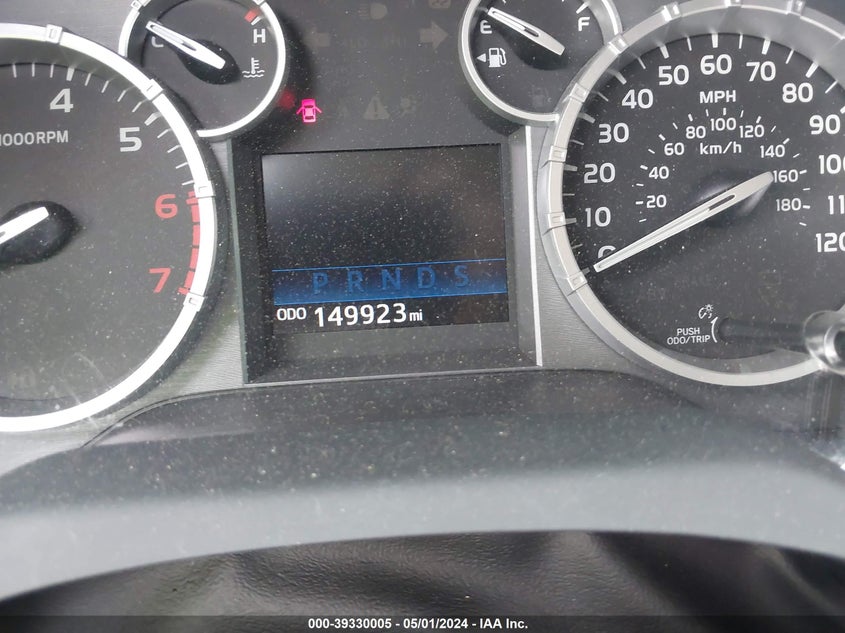 C H
E F
4
5
6
7
1000RPM
0 10 20 30 40 50 60 70 80 90 100 110 120
MPH
20 40 60 80 100 120 140 160 180
km/h
P R N D S
ODO 149923 mi
PUSH
ODO/TRIP
000-39330005 - 05/01/2024 - IAA Inc.